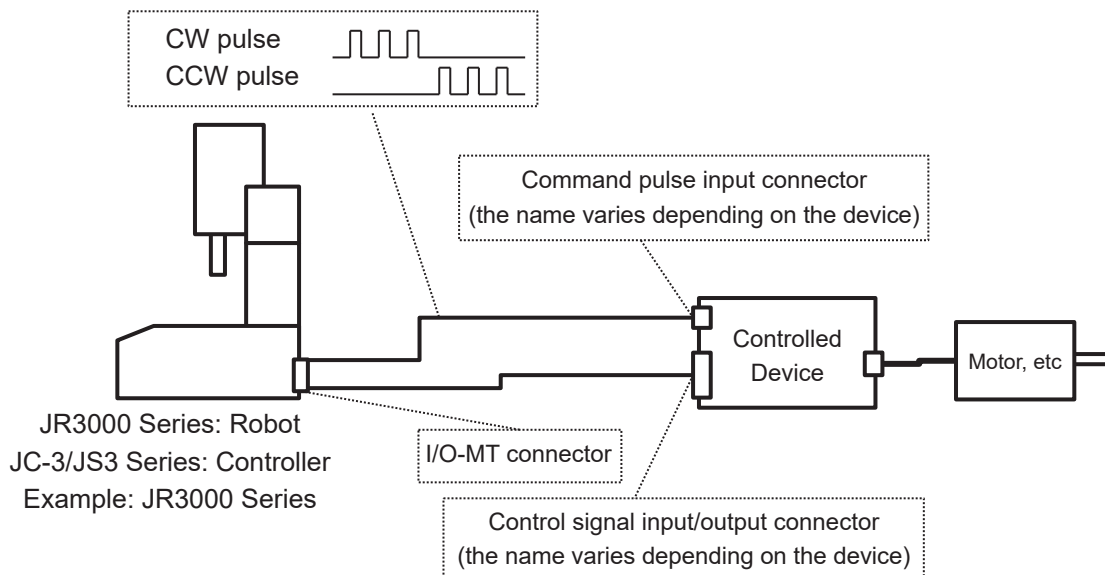 CW pulse
CCW pulse
Command pulse input connector
(the name varies depending on the device)
Controlled
Device
Motor, etc
JR3000 Series: Robot
JC-3/JS3 Series: Controller
Example: JR3000 Series
I/O-MT connector
Control signal input/output connector
(the name varies depending on the device)